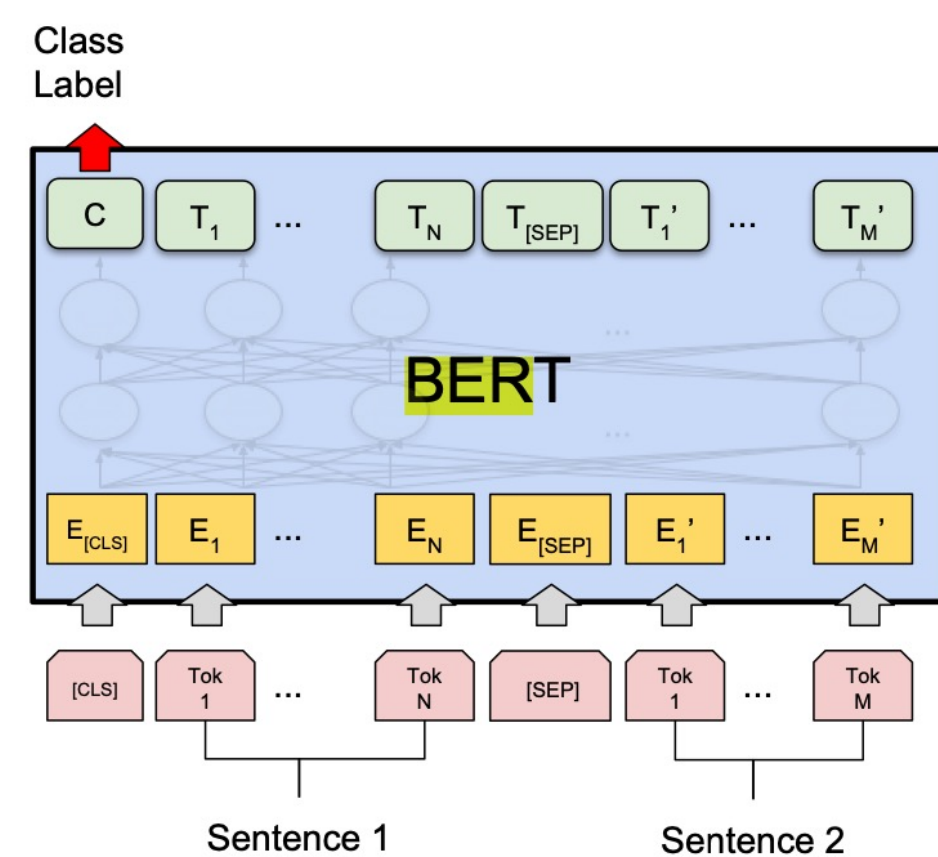 Class
Label
C T1 ... TN T[SEP] T1’ ... TM’
...
BERT
...
E[CLS] E1 ... EN E[SEP] E1’ ... EM’
[CLS] Tok 1 ... Tok N [SEP] Tok 1 ... Tok M
Sentence 1 Sentence 2